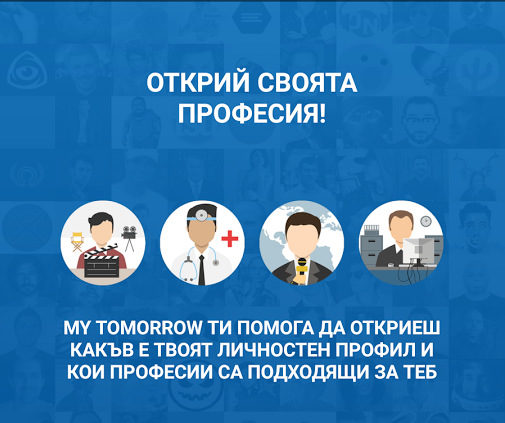 ОТКРИЙ СВОЯТА
ПРОФЕСИЯ!
MY TOMORROW ТИ ПОМОГА ДА ОТКРИЕШ
КАКЪВ Е ТВОЯТ ЛИЧНОСТЕН ПРОФИЛ И
КОИ ПРОФЕСИИ СА ПОДХОДЯЩИ ЗА ТЕБ